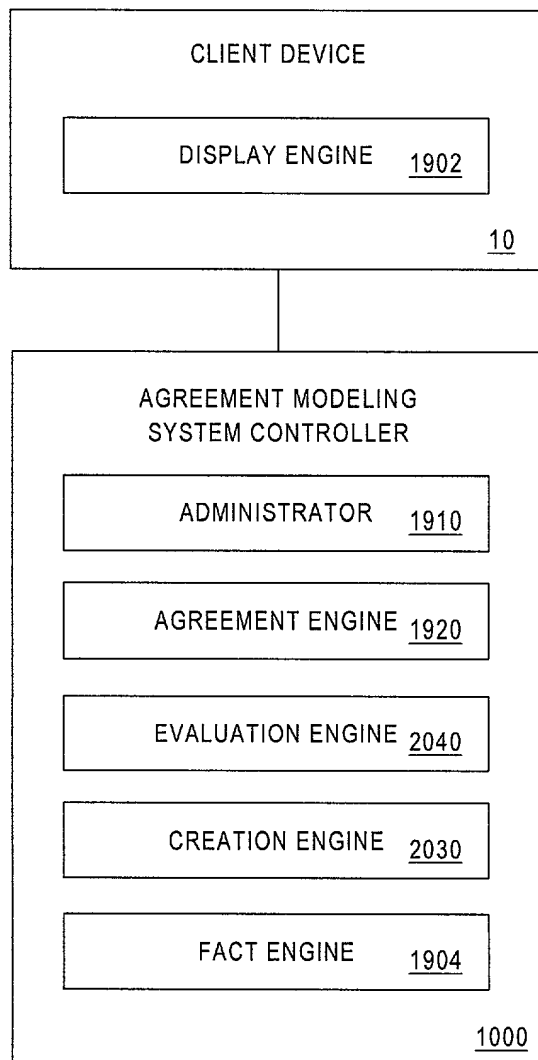 CLIENT DEVICE
DISPLAY ENGINE 1902
10
AGREEMENT MODELING
SYSTEM CONTROLLER
ADMINISTRATOR 1910
AGREEMENT ENGINE 1920
EVALUATION ENGINE 2040
CREATION ENGINE 2030
FACT ENGINE 1904
1000